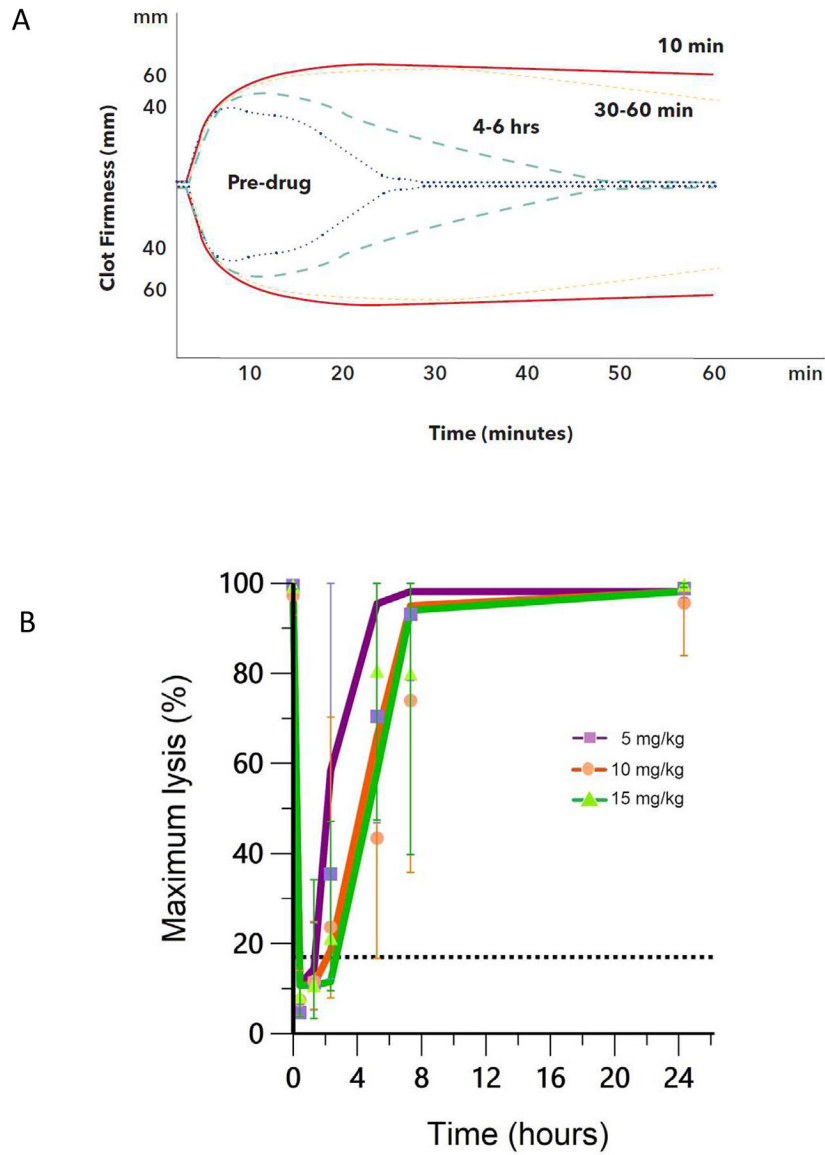 A
mm
10 min
60
40
30-60 min
4-6 hrs
Pre-drug
40
60
Clot Firmness (mm)
10 20 30 40 50 60 min
Time (minutes)
B
100
80
60
40
20
0
Maximum lysis (%)
5 mg/kg
10 mg/kg
15 mg/kg
0 4 8 12 16 20 24
Time (hours)